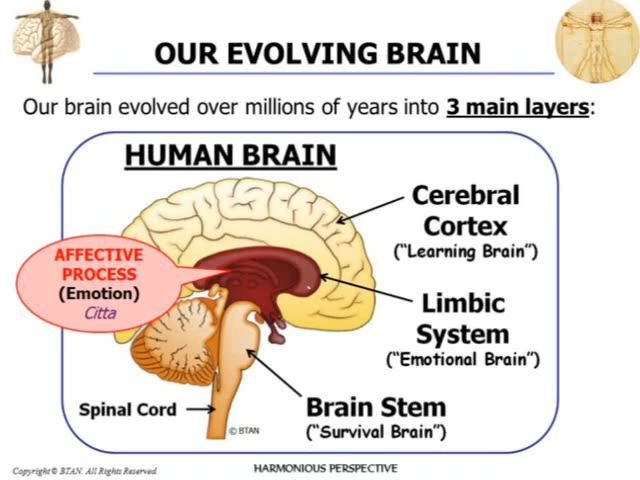 OUR EVOLVING BRAIN
Our brain evolved over millions of years into 3 main layers:
HUMAN BRAIN
Cerebral
Cortex
(“Learning Brain”)
AFFECTIVE
PROCESS
(Emotion)
Citta
Limbic
System
(“Emotional Brain”)
Spinal Cord
Brain Stem
(“Survival Brain”)
© BTAN
Copyright © BTAN. All Rights Reserved.
HARMONIOUS PERSPECTIVE